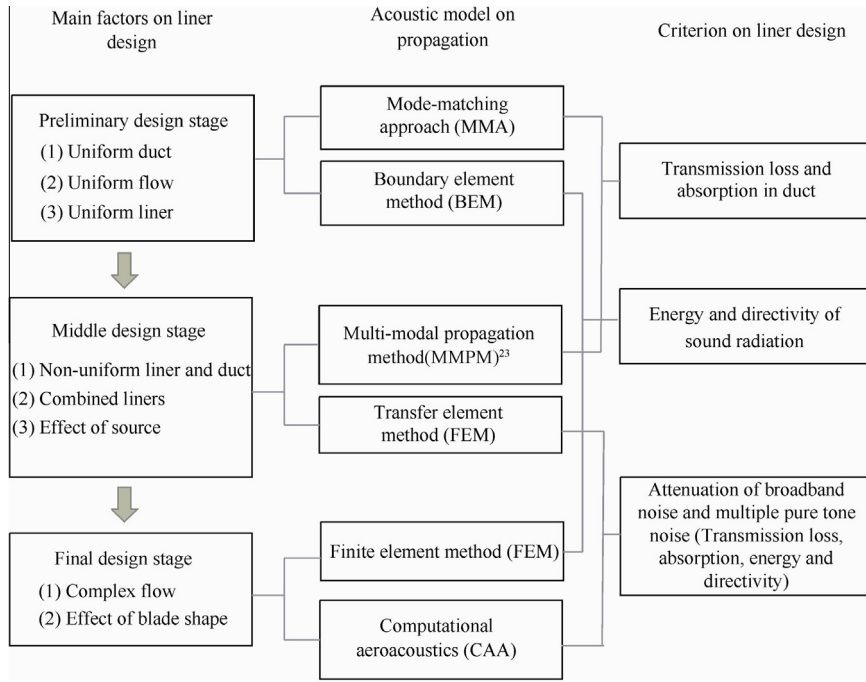 Main factors on liner
design
Acoustic model on
propagation
Criterion on liner design
Preliminary design stage
(1) Uniform duct
(2) Uniform flow
(3) Uniform liner
Mode-matching
approach (MMA)
Boundary element
method (BEM)
Transmission loss and
absorption in duct
Middle design stage
(1) Non-uniform liner and duct
(2) Combined liners
(3) Effect of source
Multi-modal propagation
method(MMPM)²³
Transfer element
method (FEM)
Energy and directivity of
sound radiation
Final design stage
(1) Complex flow
(2) Effect of blade shape
Finite element method (FEM)
Computational
aeroacoustics (CAA)
Attenuation of broadband
noise and multiple pure tone
noise (Transmission loss,
absorption, energy and
directivity)